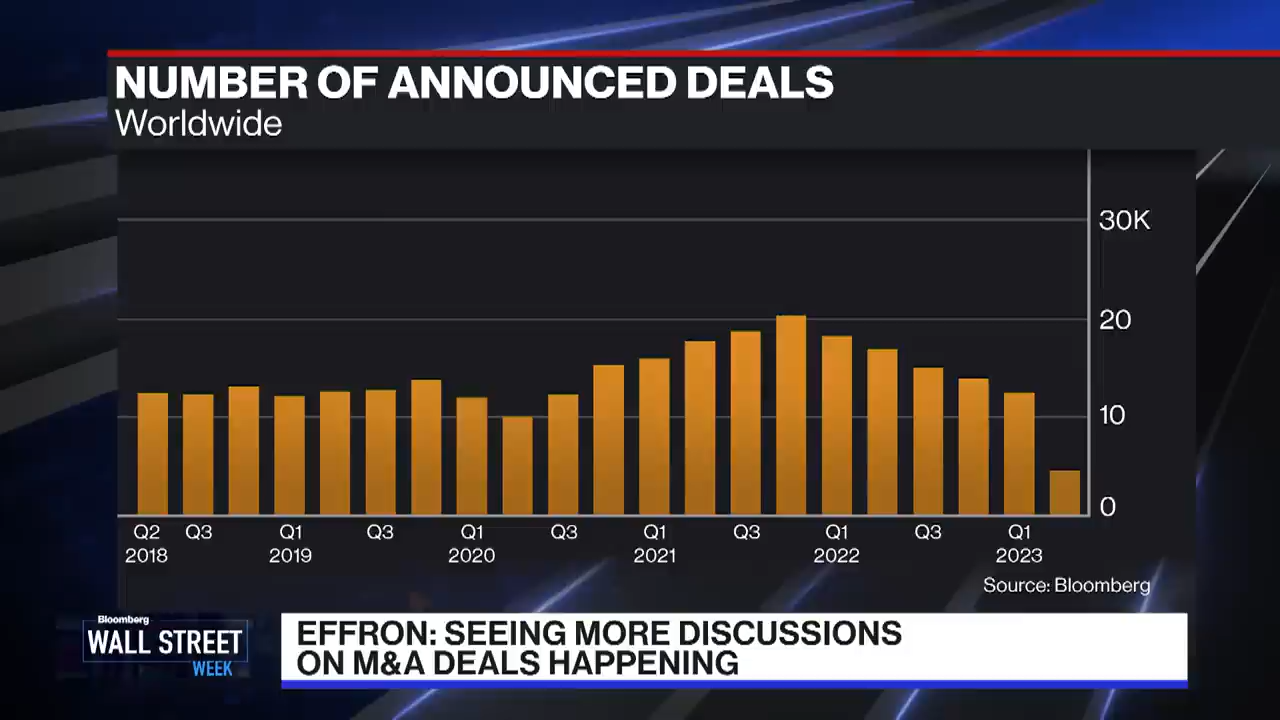 NUMBER OF ANNOUNCED DEALS
Worldwide
30K
20
10
0
Q2 Q3 Q1 Q3 Q1 Q3 Q1 Q3 Q1 Q3 Q1
2018 2019 2020 2021 2022 2023
Source: Bloomberg
Bloomberg
WALL STREET
WEEK
EFFRON: SEEING MORE DISCUSSIONS
ON M&A DEALS HAPPENING